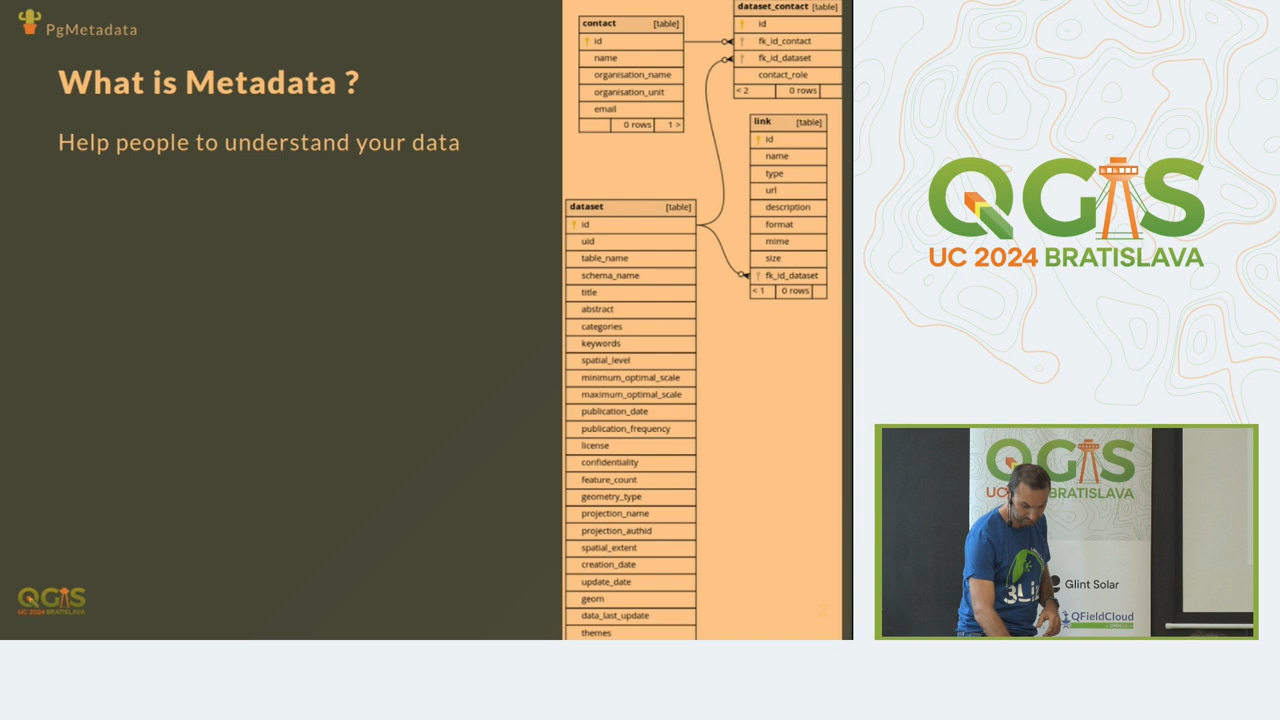 PgMetadata
What is Metadata ?
Help people to understand your data
QGIS
UC 2024 BRATISLAVA
contact [table]
id
name
organisation_name
organisation_unit
email
0 rows 1 >
dataset_contact [table]
id
fk_id_contact
fk_id_dataset
contact_role
< 2 0 rows
link [table]
id
name
type
url
description
format
mime
size
fk_id_dataset
< 1 0 rows
dataset [table]
id
uid
table_name
schema_name
title
abstract
categories
keywords
spatial_level
minimum_optimal_scale
maximum_optimal_scale
publication_date
publication_frequency
license
confidentiality
feature_count
geometry_type
projection_name
projection_authid
spatial_extent
creation_date
update_date
geom
data_last_update
themes
QGIS
UC 2024 BRATISLAVA
QGIS
UC BRATISLAVA
3Li
Glint Solar
QFieldCloud